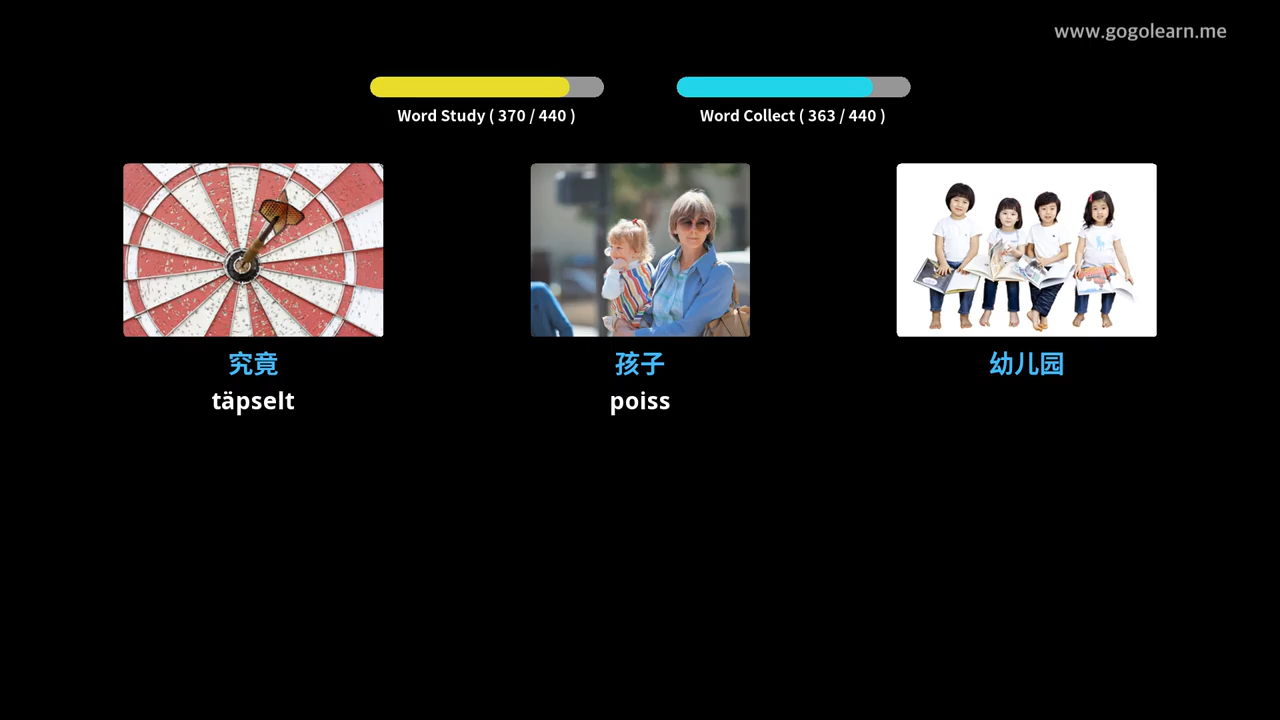 www.gogolearn.me
Word Study ( 370 / 440 )
Word Collect ( 363 / 440 )
究竟
täpselt
孩子
poiss
幼儿园